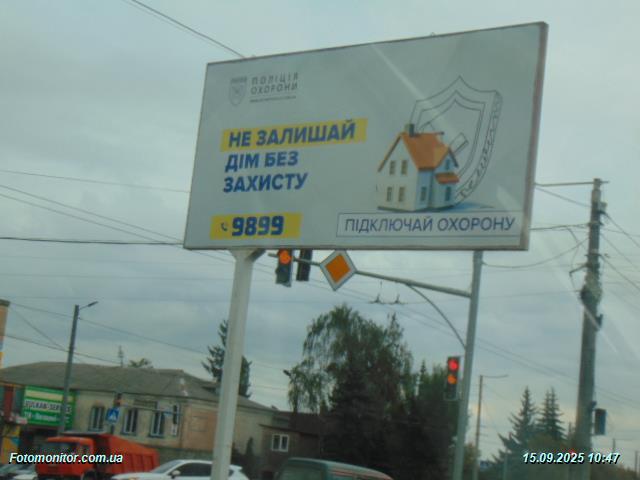 ПОЛІЦІЯ
ОХОРОНИ
НЕ ЗАЛИШАЙ
ДІМ БЕЗ
ЗАХИСТУ
9899
ПІДКЛЮЧАЙ ОХОРОНУ
Fotomonitor.com.ua
15.09.2025 10:47